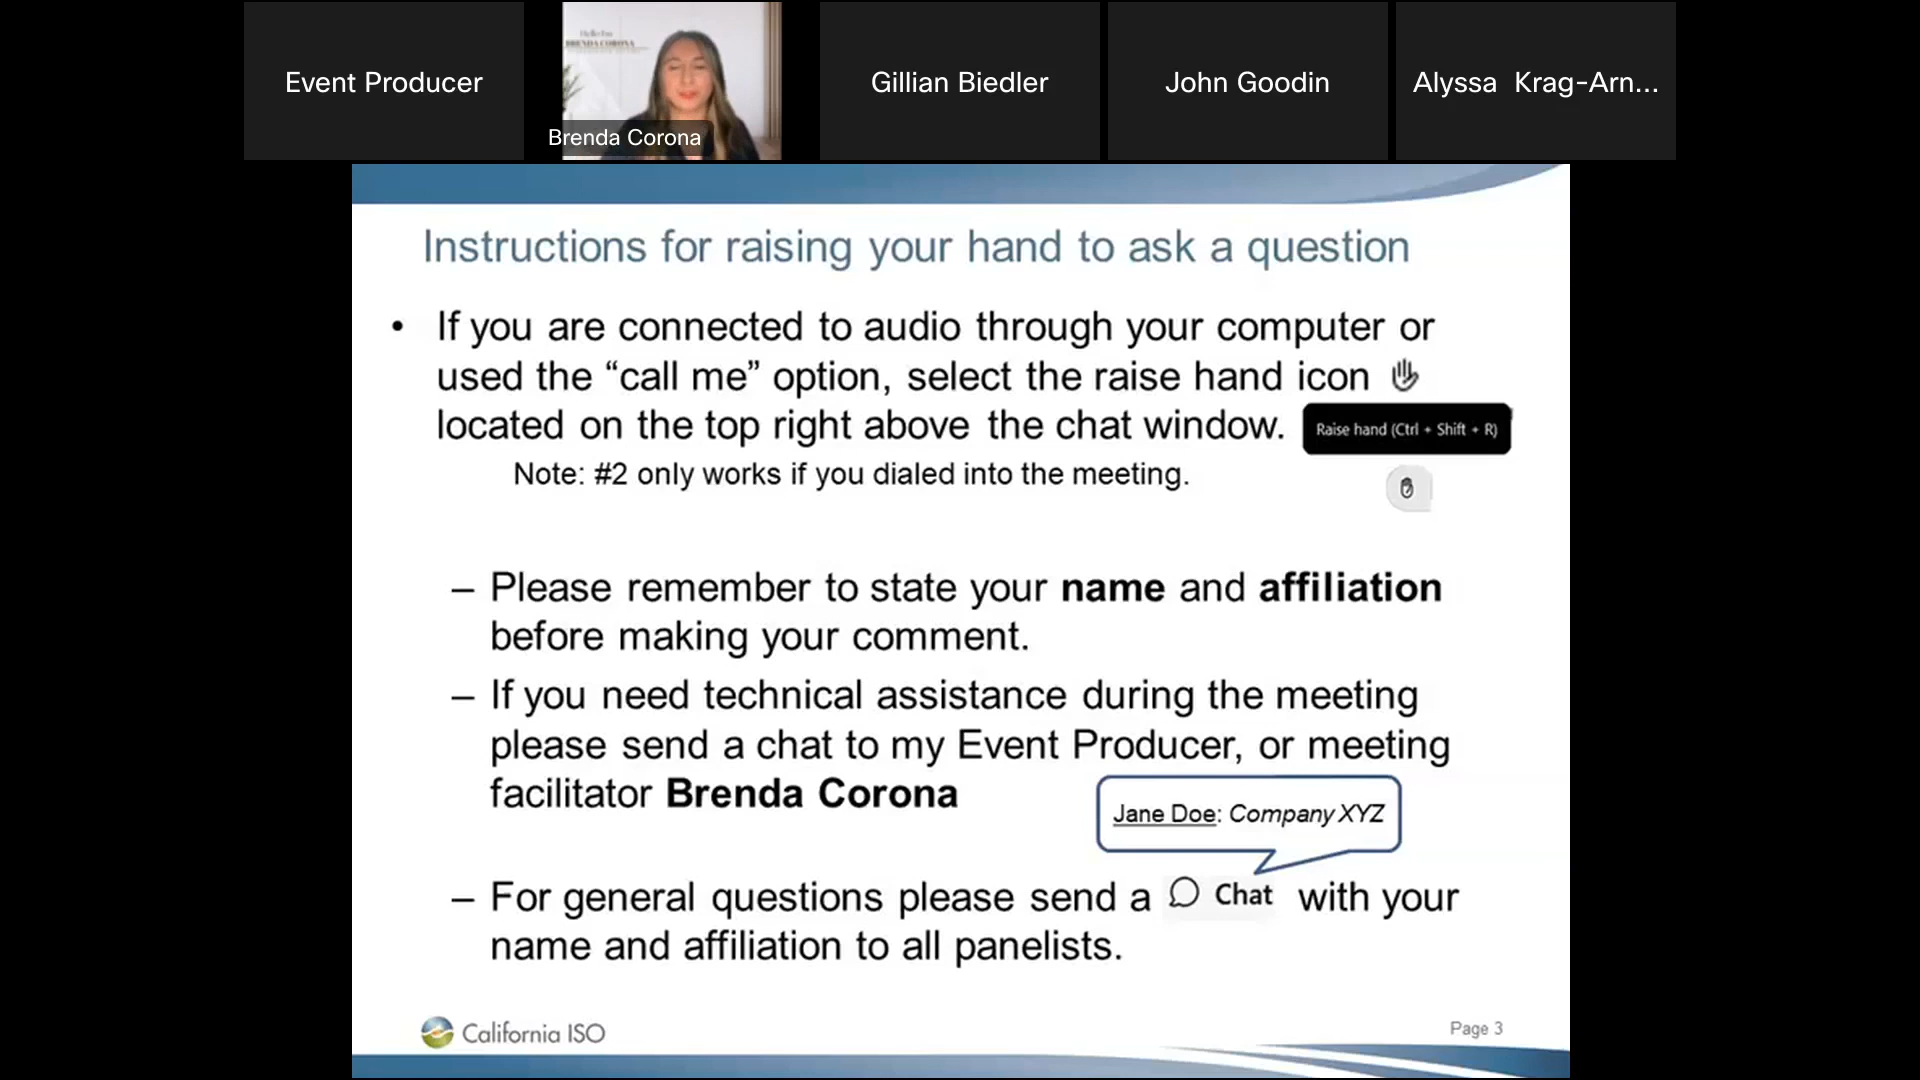 Event Producer
Brenda Corona
Gillian Biedler
John Goodin
Alyssa Krag-Arn...
BRENDA CORONA
Instructions for raising your hand to ask a question
• If you are connected to audio through your computer or
used the “call me” option, select the raise hand icon
located on the top right above the chat window.
Raise hand (Ctrl + Shift + R)
Note: #2 only works if you dialed into the meeting.
– Please remember to state your name and affiliation
before making your comment.
– If you need technical assistance during the meeting
please send a chat to my Event Producer, or meeting
facilitator Brenda Corona
Jane Doe: Company XYZ
– For general questions please send a Chat with your
name and affiliation to all panelists.
California ISO
Page 3